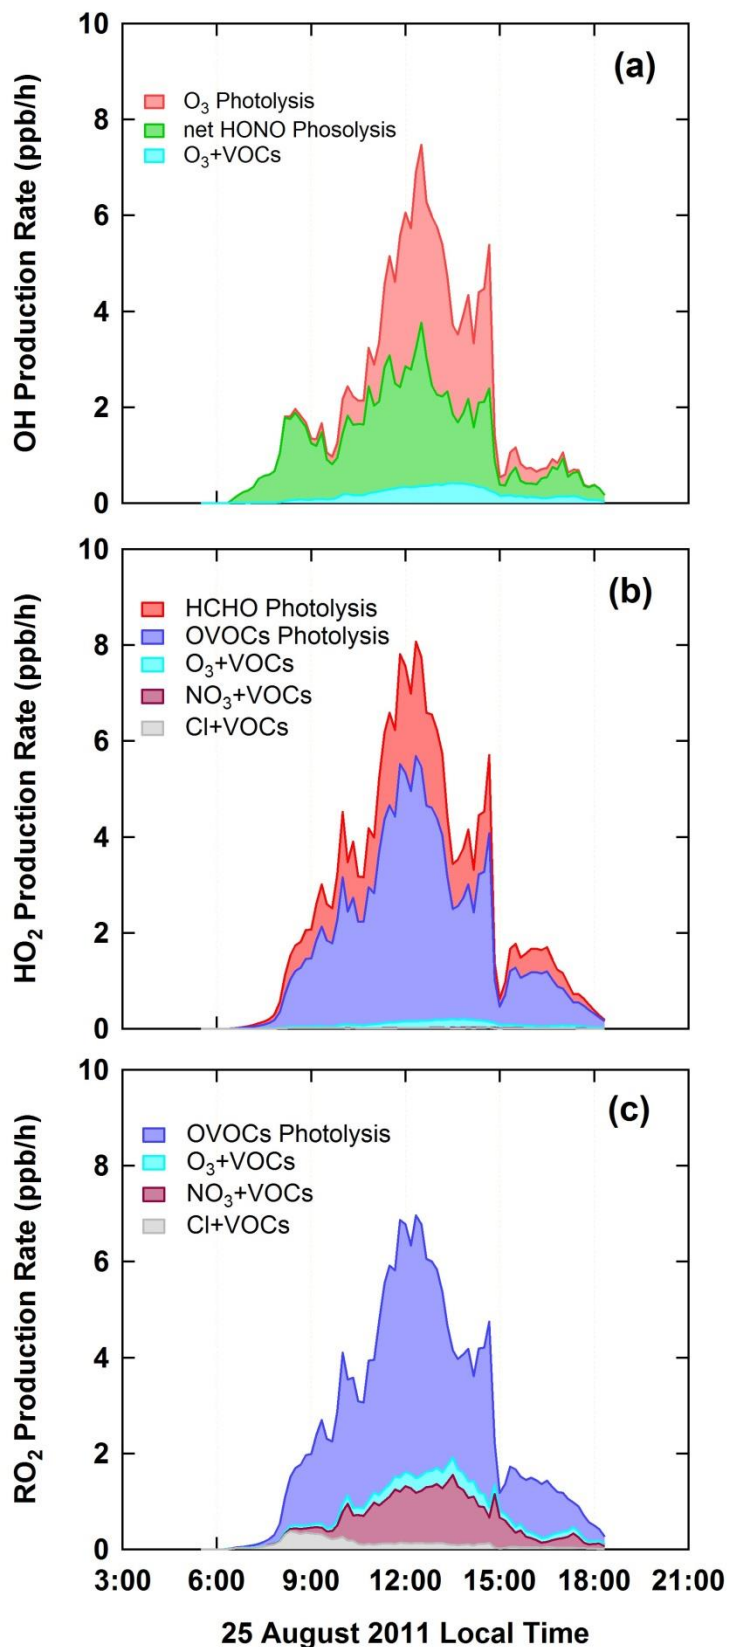 (a)
O₃ Photolysis
net HONO Phosolysis
O₃+VOCs
OH Production Rate (ppb/h)
10
8
6
4
2
0
(b)
HCHO Photolysis
OVOCs Photolysis
O₃+VOCs
NO₃+VOCs
Cl+VOCs
HO₂ Production Rate (ppb/h)
10
8
6
4
2
0
(c)
OVOCs Photolysis
O₃+VOCs
NO₃+VOCs
Cl+VOCs
RO₂ Production Rate (ppb/h)
10
8
6
4
2
0
3:00 6:00 9:00 12:00 15:00 18:00 21:00
25 August 2011 Local Time